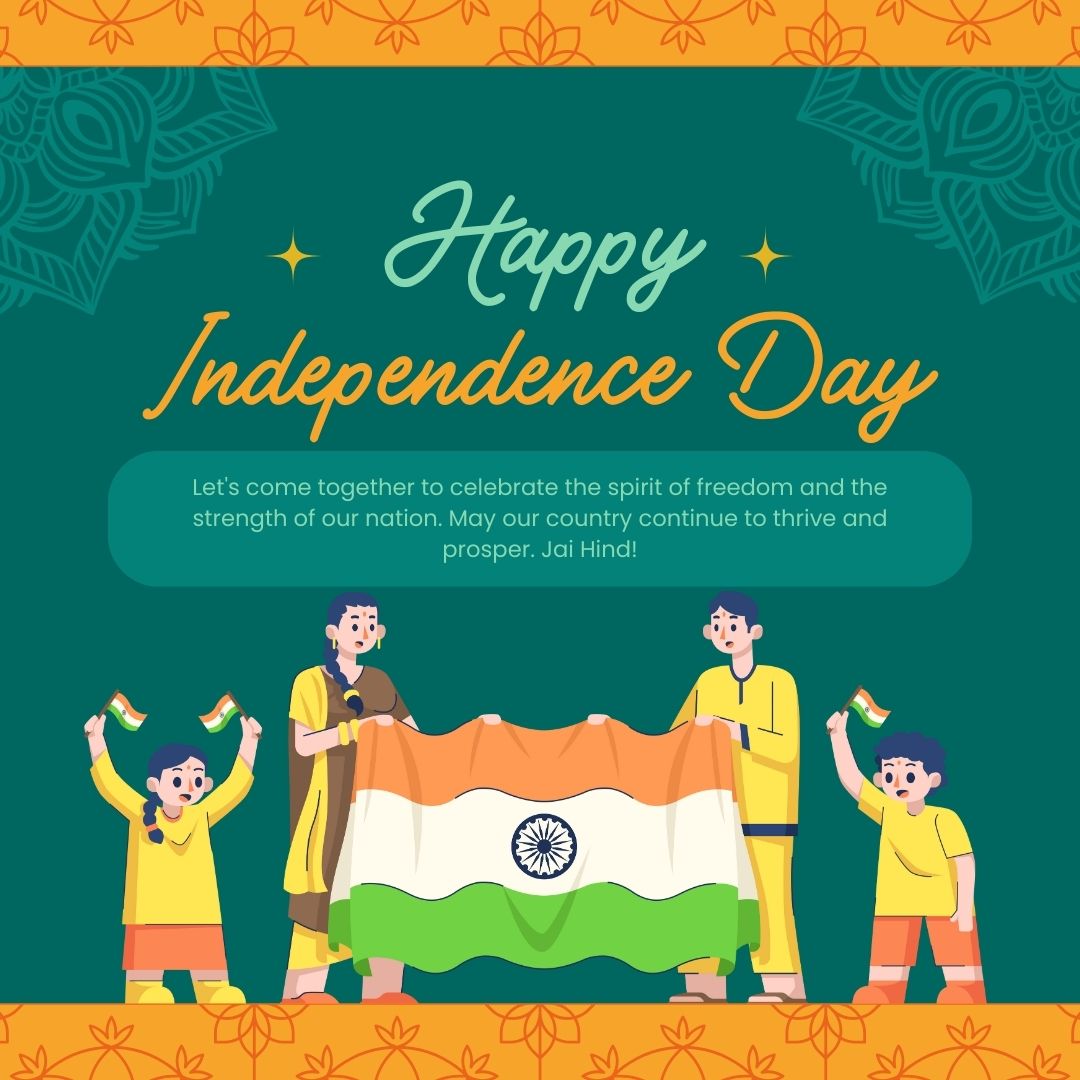 Happy
Independence Day
Let's come together to celebrate the spirit of freedom and the
strength of our nation. May our country continue to thrive and
prosper. Jai Hind!